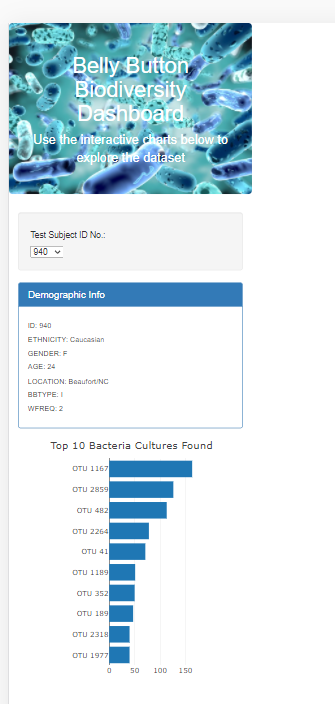 Belly Button
Biodiversity
Dashboard
Use the interactive charts below to
explore the dataset
Test Subject ID No.:
940
Demographic Info
ID: 940
ETHNICITY: Caucasian
GENDER: F
AGE: 24
LOCATION: Beaufort/NC
BBTYPE: I
WFREQ: 2
Top 10 Bacteria Cultures Found
OTU 1167
OTU 2859
OTU 482
OTU 2264
OTU 41
OTU 1189
OTU 352
OTU 189
OTU 2318
OTU 1977
0 50 100 150